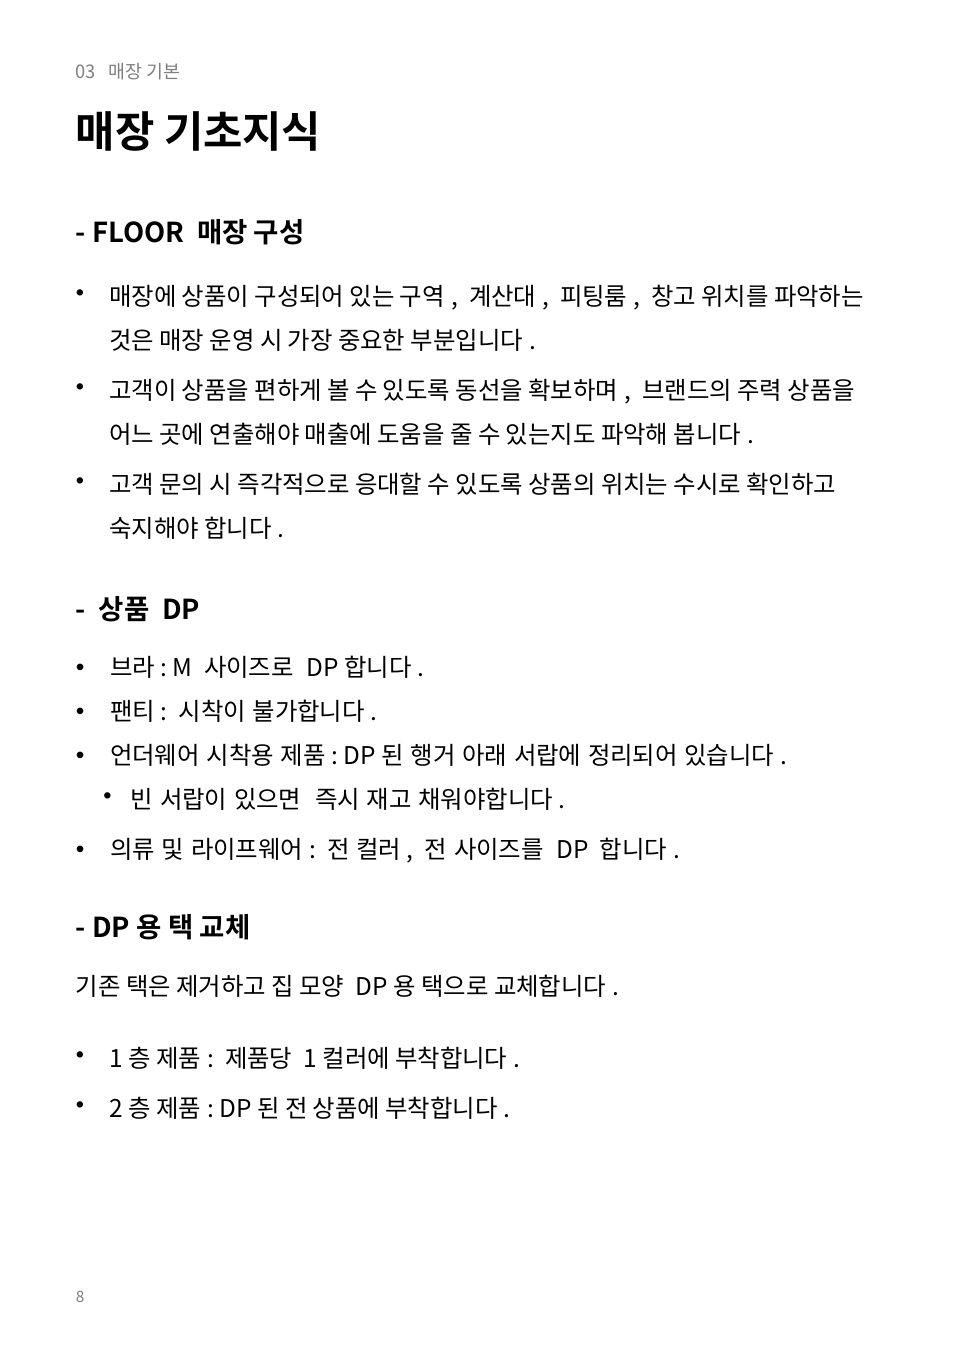 03 매장 기본
매장 기초지식
- FLOOR 매장 구성
• 매장에 상품이 구성되어 있는 구역 , 계산대 , 피팅룸 , 창고 위치를 파악하는
것은 매장 운영 시 가장 중요한 부분입니다 .
• 고객이 상품을 편하게 볼 수 있도록 동선을 확보하며 , 브랜드의 주력 상품을
어느 곳에 연출해야 매출에 도움을 줄 수 있는지도 파악해 봅니다 .
• 고객 문의 시 즉각적으로 응대할 수 있도록 상품의 위치는 수시로 확인하고
숙지해야 합니다 .
- 상품 DP
• 브라 : M 사이즈로 DP 합니다 .
• 팬티 : 시착이 불가합니다 .
• 언더웨어 시착용 제품 : DP 된 행거 아래 서랍에 정리되어 있습니다 .
• 빈 서랍이 있으면 즉시 재고 채워야합니다 .
• 의류 및 라이프웨어 : 전 컬러 , 전 사이즈를 DP 합니다 .
- DP 용 택 교체
기존 택은 제거하고 집 모양 DP 용 택으로 교체합니다 .
• 1 층 제품 : 제품당 1 컬러에 부착합니다 .
• 2 층 제품 : DP 된 전 상품에 부착합니다 .
8